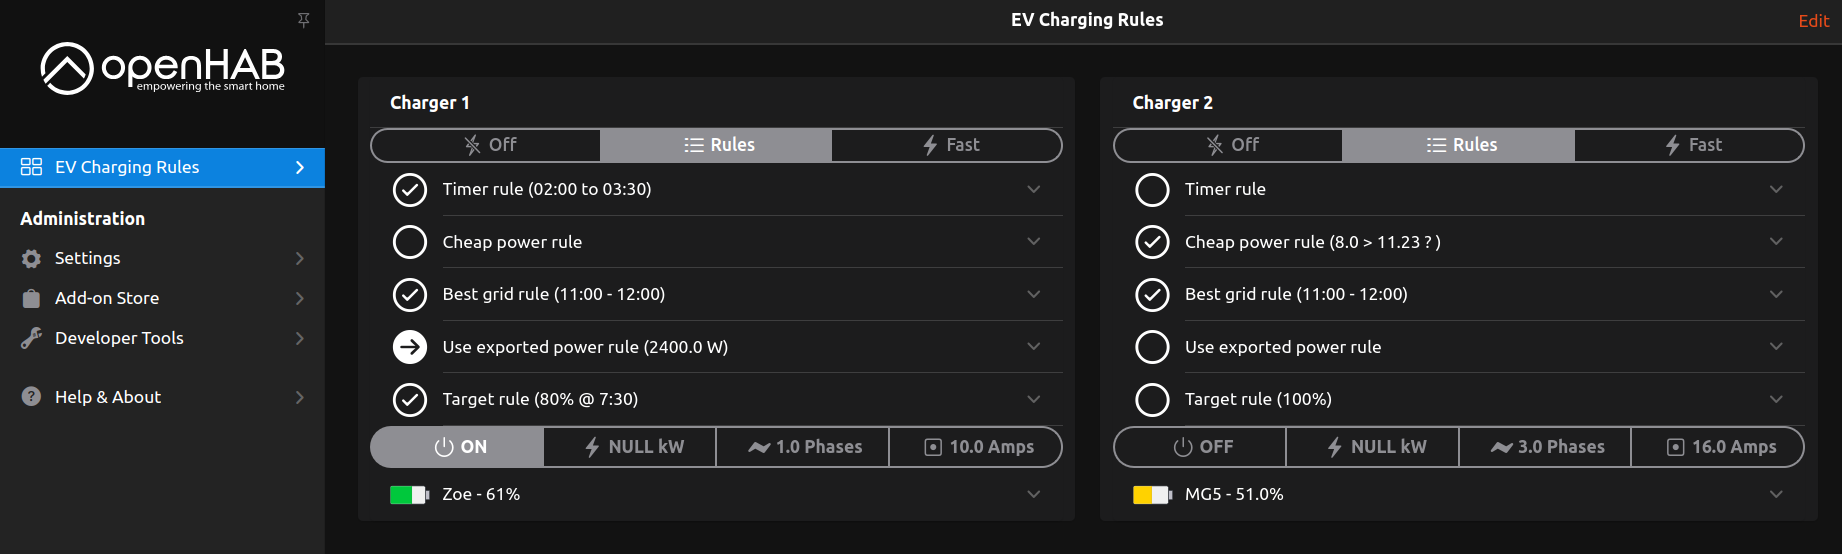 openHAB
empowering the smart home
EV Charging Rules
Administration
Settings
Add-on Store
Developer Tools
Help & About
EV Charging Rules
Edit
Charger 1
Off
Rules
Fast
Timer rule (02:00 to 03:30)
Cheap power rule
Best grid rule (11:00 - 12:00)
Use exported power rule (2400.0 W)
Target rule (80% @ 7:30)
ON
NULL kW
1.0 Phases
10.0 Amps
Zoe - 61%
Charger 2
Off
Rules
Fast
Timer rule
Cheap power rule (8.0 > 11.23 ? )
Best grid rule (11:00 - 12:00)
Use exported power rule
Target rule (100%)
OFF
NULL kW
3.0 Phases
16.0 Amps
MG5 - 51.0%